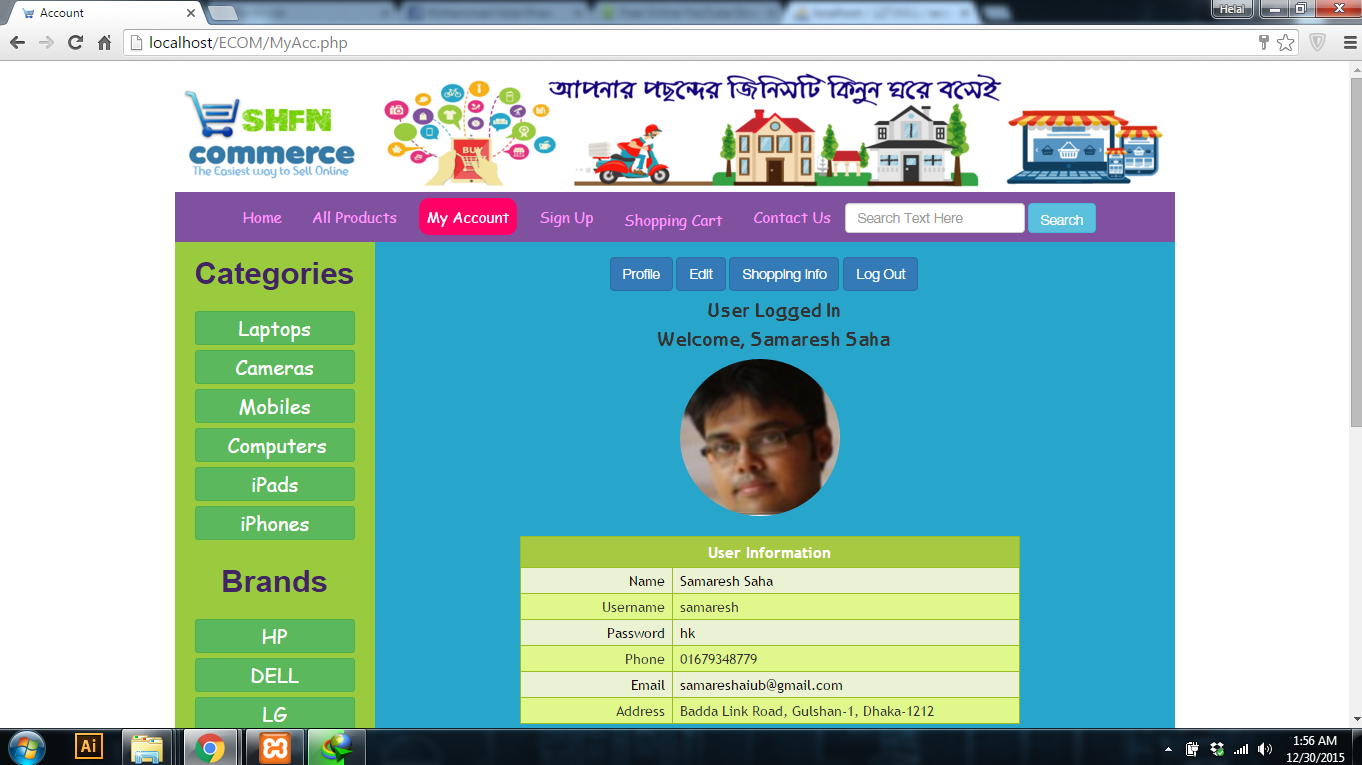 Account
Helal
localhost/ECOM/MyAcc.php
আপনার পছন্দের জিনিসটি কিনুন ঘরে বসেই
SHFN
commerce
The Easiest way to Sell Online
BUY
Home All Products My Account Sign Up Shopping Cart Contact Us Search Text Here Search
Categories
Laptops
Cameras
Mobiles
Computers
iPads
iPhones
Brands
HP
DELL
LG
Profile Edit Shopping Info Log Out
User Logged In
Welcome, Samaresh Saha
User Information
Name Samaresh Saha
Username samaresh
Password hk
Phone 01679348779
Email samareshaiub@gmail.com
Address Badda Link Road, Gulshan-1, Dhaka-1212
Ai
1:56 AM
12/30/2015